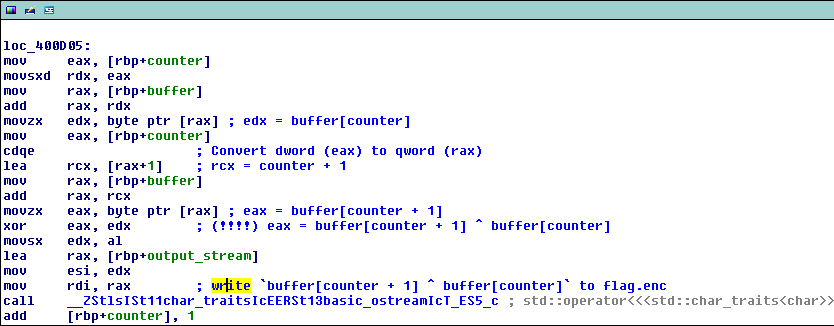 loc_400D05:
mov eax, [rbp+counter]
movsxd rdx, eax
mov rax, [rbp+buffer]
add rax, rdx
movzx edx, byte ptr [rax] ; edx = buffer[counter]
mov eax, [rbp+counter]
cdqe ; Convert dword (eax) to qword (rax)
lea rcx, [rax+1] ; rcx = counter + 1
mov rax, [rbp+buffer]
add rax, rcx
movzx eax, byte ptr [rax] ; eax = buffer[counter + 1]
xor eax, edx ; (!!!!) eax = buffer[counter + 1] ^ buffer[counter]
movsx edx, al
lea rax, [rbp+output_stream]
mov esi, edx
mov rdi, rax ; write `buffer[counter + 1] ^ buffer[counter]` to flag.enc
call __ZStlsISt11char_traitsIcEERSt13basic_ostreamIcT_ES5_c ; std::operator<<<std::char_traits<char>>
add [rbp+counter], 1